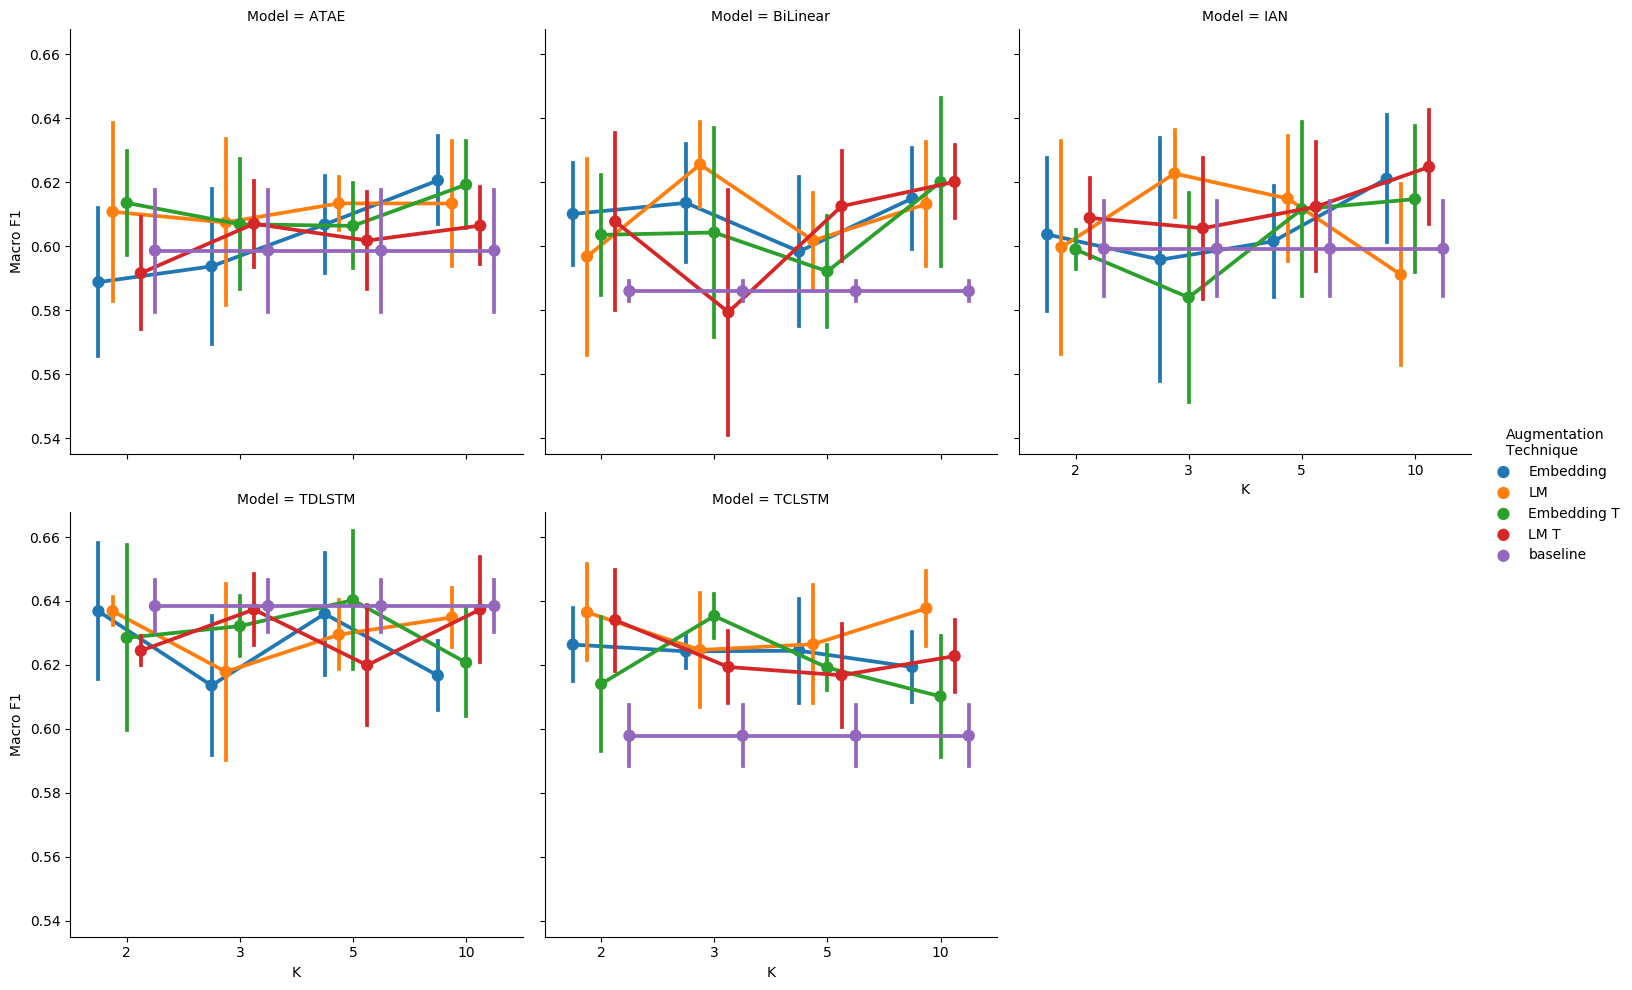 Model = ATAE
Model = BiLinear
Model = IAN
0.66
0.64
0.62
0.60
0.58
0.56
0.54
Macro F1
2 3 5 10
K
Augmentation
Technique
Embedding
LM
Embedding T
LM T
baseline
Model = TDLSTM
Model = TCLSTM
0.66
0.64
0.62
0.60
0.58
0.56
0.54
Macro F1
2 3 5 10
K
2 3 5 10
K